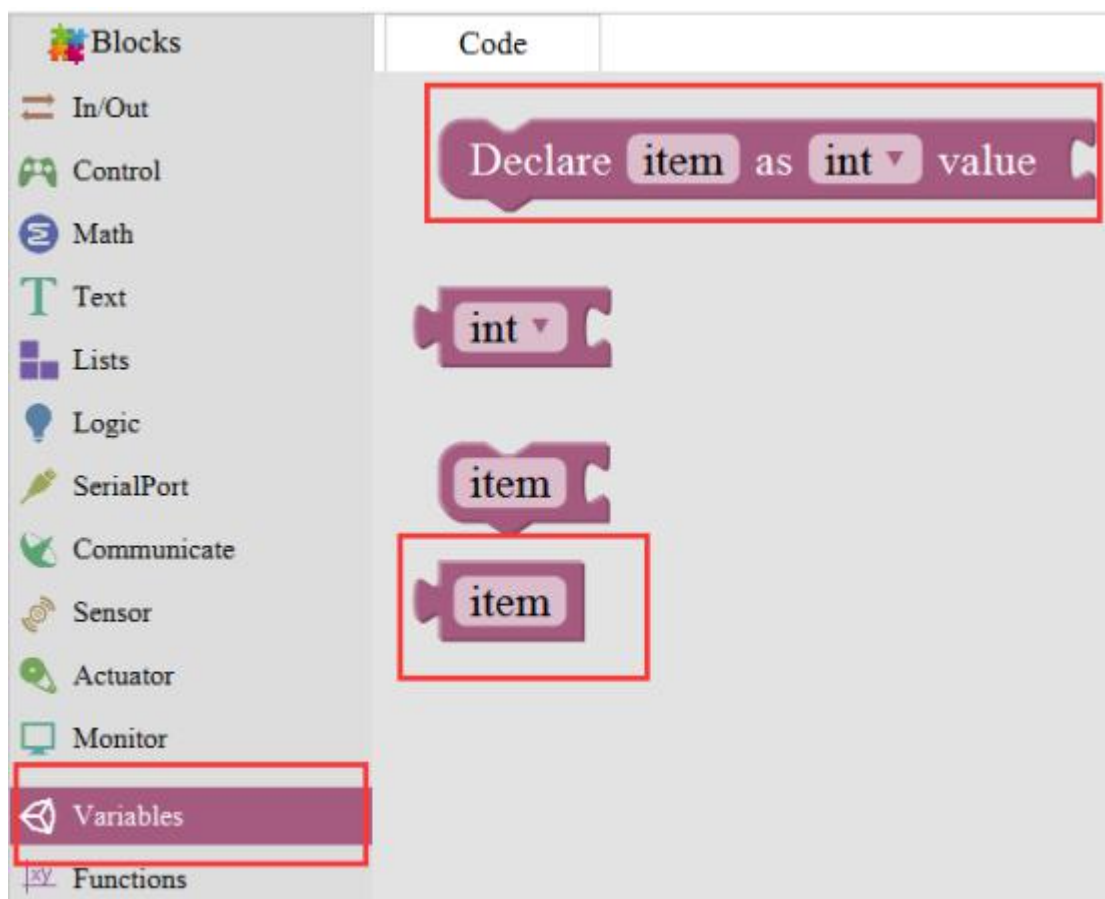 Blocks
Code
In/Out
Control
Math
Text
Lists
Logic
SerialPort
Communicate
Sensor
Actuator
Monitor
Variables
xy Functions
Declare item as int value
int
item
item